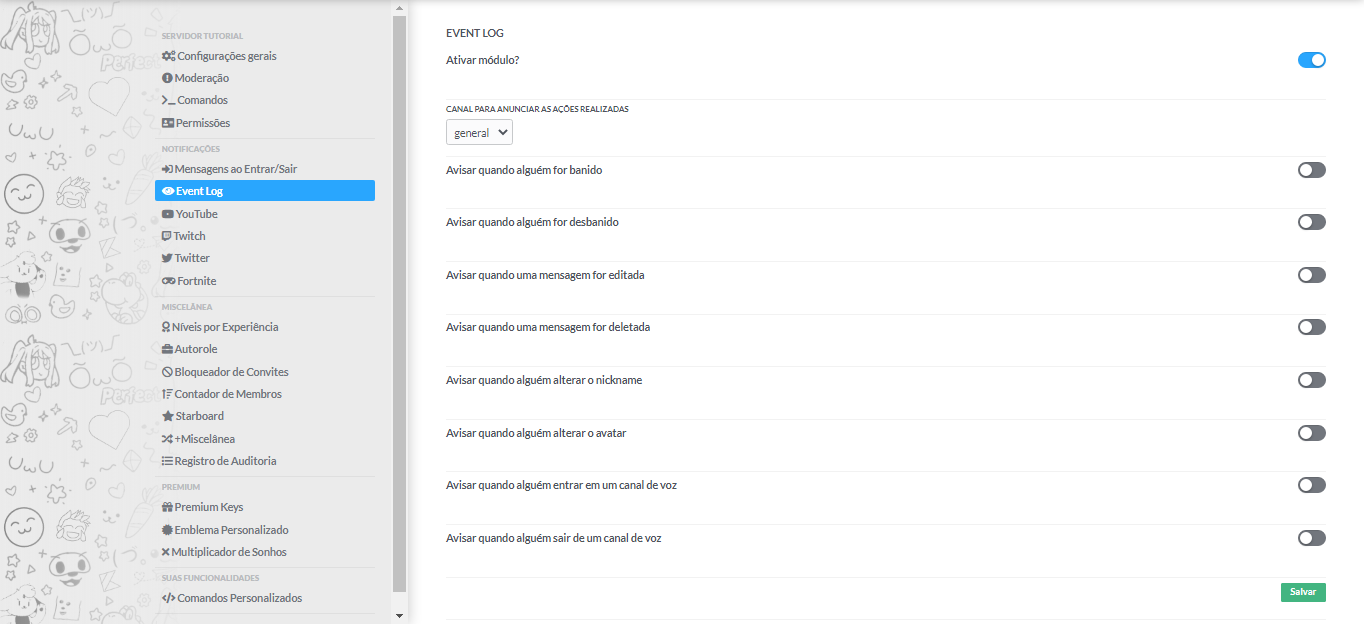 SERVIDOR TUTORIAL
Configurações gerais
Moderação
Comandos
Permissões
NOTIFICAÇÕES
Mensagens ao Entrar/Sair
Event Log
YouTube
Twitch
Twitter
Fortnite
MISCELÂNEA
Níveis por Experiência
Autorole
Bloqueador de Convites
Contador de Membros
Starboard
+Miscelânea
Registro de Auditoria
PREMIUM
Premium Keys
Emblema Personalizado
Multiplicador de Sonhos
SUAS FUNCIONALIDADES
Comandos Personalizados
EVENT LOG
Ativar módulo?
CANAL PARA ANUNCIAR AS AÇÕES REALIZADAS
general
Avisar quando alguém for banido
Avisar quando alguém for desbanido
Avisar quando uma mensagem for editada
Avisar quando uma mensagem for deletada
Avisar quando alguém alterar o nickname
Avisar quando alguém alterar o avatar
Avisar quando alguém entrar em um canal de voz
Avisar quando alguém sair de um canal de voz
Salvar